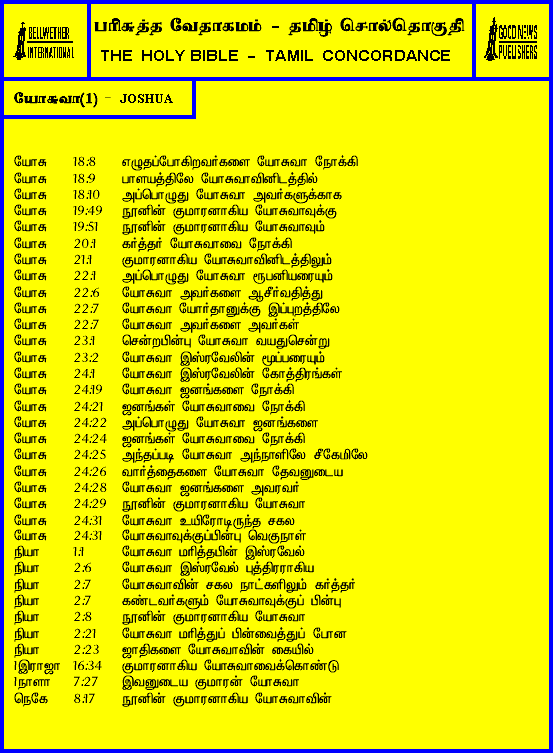 BELLWETHER
INTERNATIONAL
பரிசுத்த வேதாகமம் - தமிழ் சொல்தொகுதி
THE HOLY BIBLE - TAMIL CONCORDANCE
GOOD NEWS
PUBLISHERS
யோசுவா(1) - JOSHUA
யோசு 18:8 எழுதப்போகிறவர்களை யோசுவா நோக்கி
யோசு 18:9 பாளயத்திலே யோசுவாவினிடத்தில்
யோசு 18:10 அப்பொழுது யோசுவா அவர்களுக்காக
யோசு 19:49 நூனின் குமாரனாகிய யோசுவாவுக்கு
யோசு 19:51 நூனின் குமாரனாகிய யோசுவாவும்
யோசு 20:1 கர்த்தர் யோசுவாவை நோக்கி
யோசு 21:1 குமாரனாகிய யோசுவாவினிடத்திலும்
யோசு 22:1 அப்பொழுது யோசுவா ரூபனியரையும்
யோசு 22:6 யோசுவா அவர்களை ஆசீர்வதித்து
யோசு 22:7 யோசுவா யோர்தானுக்கு இப்புறத்திலே
யோசு 22:7 யோசுவா அவர்களை அவர்கள்
யோசு 23:1 சென்றபின்பு யோசுவா வயதுசென்று
யோசு 23:2 யோசுவா இஸ்ரவேலின் மூப்பரையும்
யோசு 24:1 யோசுவா இஸ்ரவேலின் கோத்திரங்கள்
யோசு 24:19 யோசுவா ஜனங்களை நோக்கி
யோசு 24:21 ஜனங்கள் யோசுவாவை நோக்கி
யோசு 24:22 அப்பொழுது யோசுவா ஜனங்களை
யோசு 24:24 ஜனங்கள் யோசுவாவை நோக்கி
யோசு 24:25 அந்தப்படி யோசுவா அந்நாளிலே சீகேமிலே
யோசு 24:26 வார்த்தைகளை யோசுவா தேவனுடைய
யோசு 24:28 யோசுவா ஜனங்களை அவரவர்
யோசு 24:29 நூனின் குமாரனாகிய யோசுவா
யோசு 24:31 யோசுவா உயிரோடிருந்த சகல
யோசு 24:31 யோசுவாவுக்குப்பின்பு வெகுநாள்
நியா 1:1 யோசுவா மரித்தபின் இஸ்ரவேல்
நியா 2:6 யோசுவா இஸ்ரவேல் புத்திரராகிய
நியா 2:7 யோசுவாவின் சகல நாட்களிலும் கர்த்தர்
நியா 2:7 கண்டவர்களும் யோசுவாவுக்குப் பின்பு
நியா 2:8 நூனின் குமாரனாகிய யோசுவா
நியா 2:21 யோசுவா மரித்துப் பின்வைத்துப் போன
நியா 2:23 ஜாதிகளை யோசுவாவின் கையில்
1இராஜா 16:34 குமாரனாகிய யோசுவாவைக்கொண்டு
1நாளா 7:27 இவனுடைய குமாரன் யோசுவா
நெகே 8:17 நூனின் குமாரனாகிய யோசுவாவின்